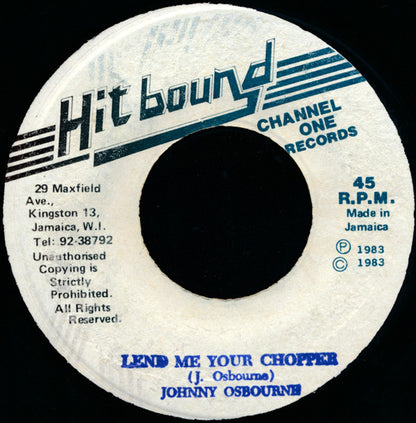 Hit bound
CHANNEL
ONE
RECORDS
29 Maxfield
Ave.,
Kingston 13,
Jamaica, W.I.
Tel: 92-38792
Unauthorised
Copying is
Strictly
Prohibited.
All Rights
Reserved.
45
R.P.M.
Made in
Jamaica
Ⓟ 1983
© 1983
LEND ME YOUR CHOPPER
(J. Osbourne)
JOHNNY OSBOURNE